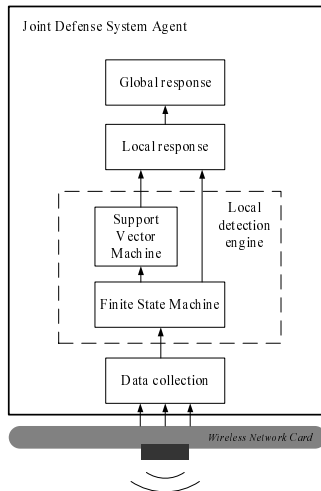 Joint Defense System Agent
Global response
Local response
Support
Vector
Machine
Local
detection
engine
Finite State Machine
Data collection
Wireless Network Card